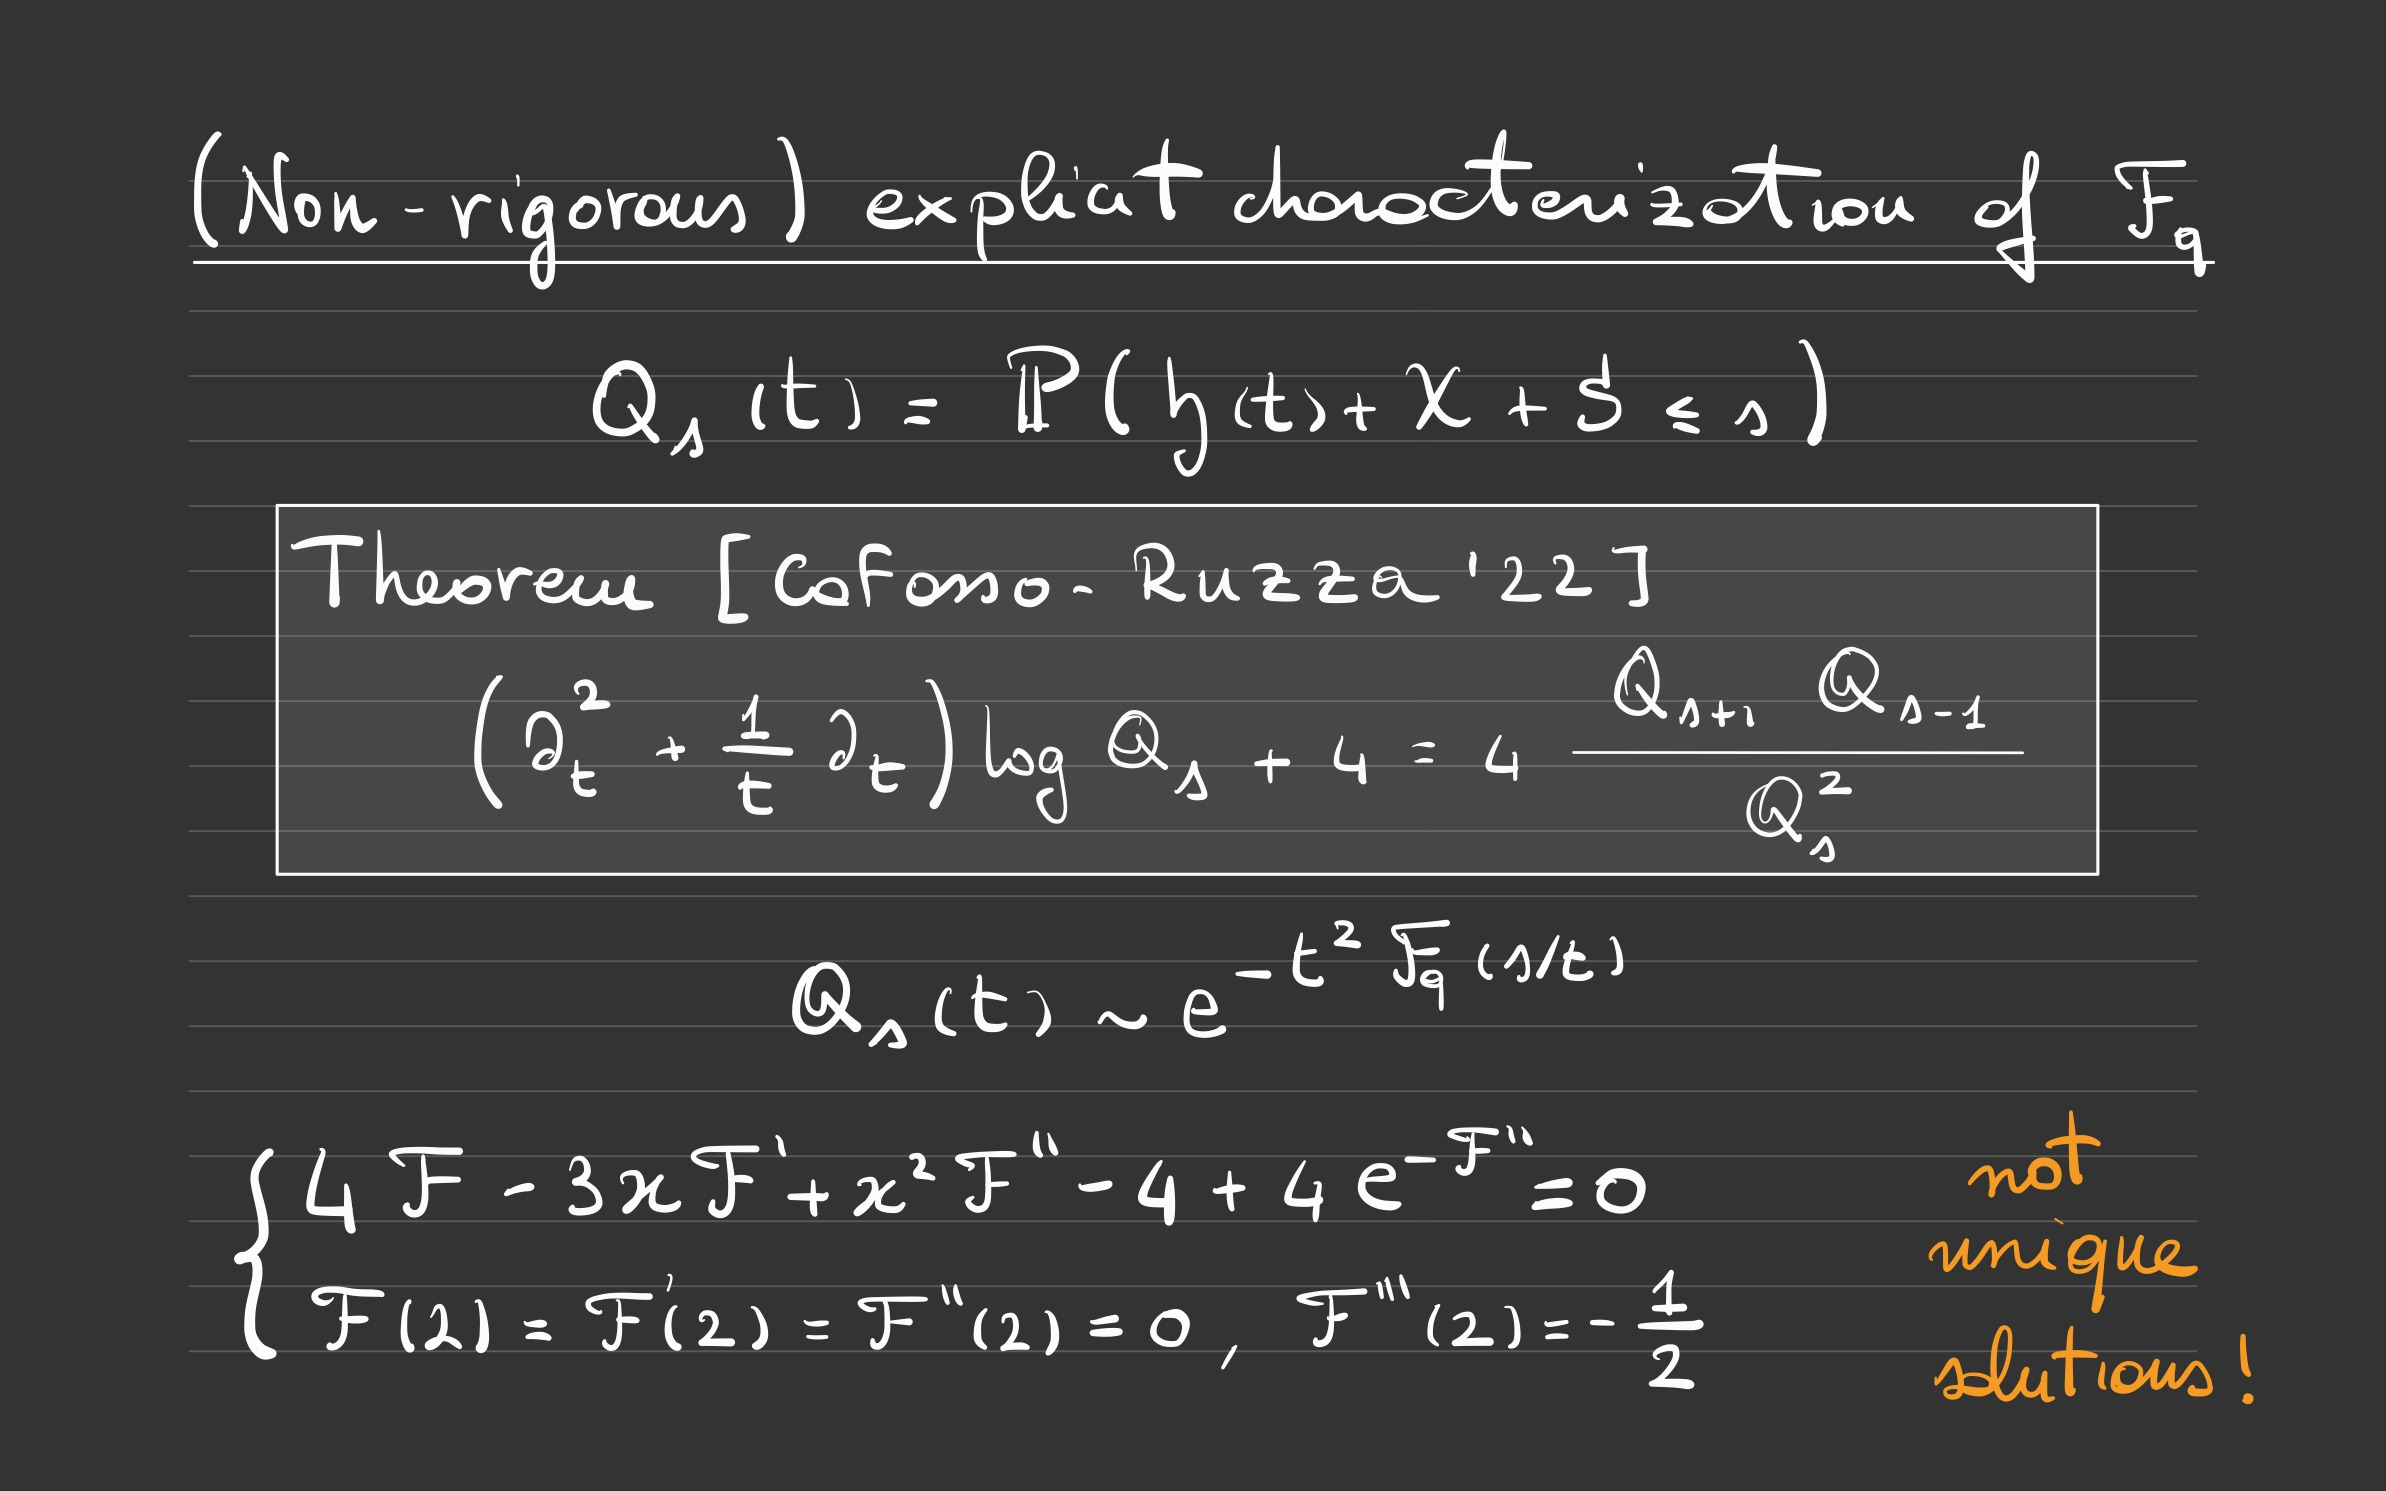 (Non-rigorous) explicit characterization of 𝓕_q
Q_s(t) = ℙ(𝔥(t) + χ + S ≤ s)
Theorem [Cafasso-Ruzza '22]
(∂_t^2 + 1/t ∂_t) log Q_s + 4 = 4 Q_{s+1} Q_{s-1} / Q_s^2
Q_s(t) ~ e^{-t^2 𝓕_q(s/t)}
{ 4𝓕 - 3x𝓕' + x^2 𝓕'' - 4 + 4e^{-𝓕''} = 0
𝓕(2) = 𝓕'(2) = 𝓕''(2) = 0, 𝓕'''(2) = - 1/2
not
unique
solutions!